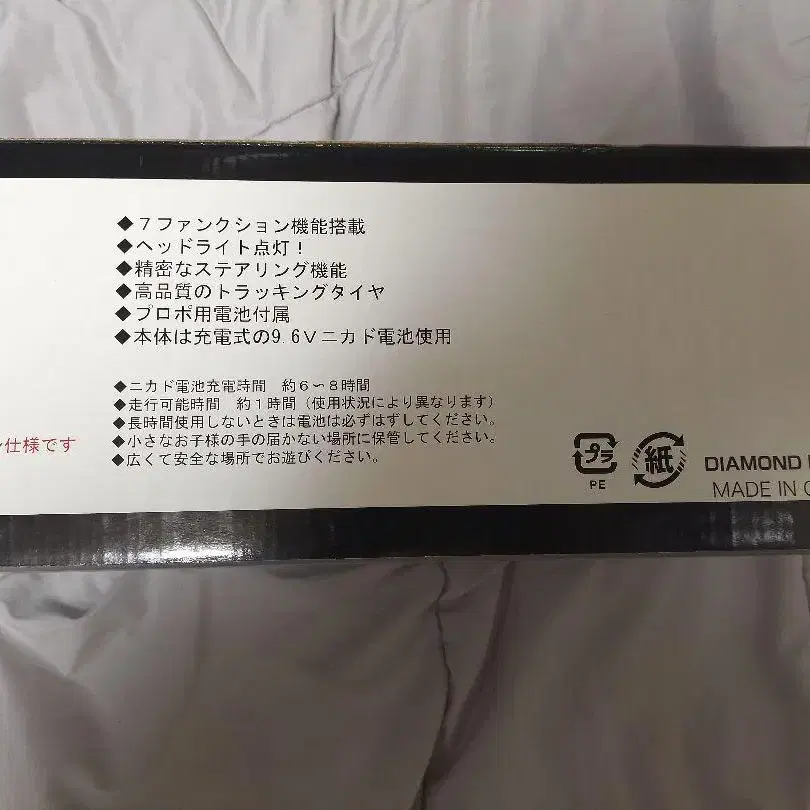 ◆７ファンクション機能搭載
◆ヘッドライト点灯！
◆精密なステアリング機能
◆高品質のトラッキングタイヤ
◆プロポ用電池付属
◆本体は充電式の9.6Vニカド電池使用
◆ニカド電池充電時間　約６〜８時間
◆走行可能時間　約１時間（使用状況により異なります）
◆長時間使用しないときは電池は必ずはずしてください。
◆小さなお子様の手の届かない場所に保管してください。
◆広くて安全な場所でお遊びください。
仕様です
プラ
PE
紙
DIAMOND
MADE IN